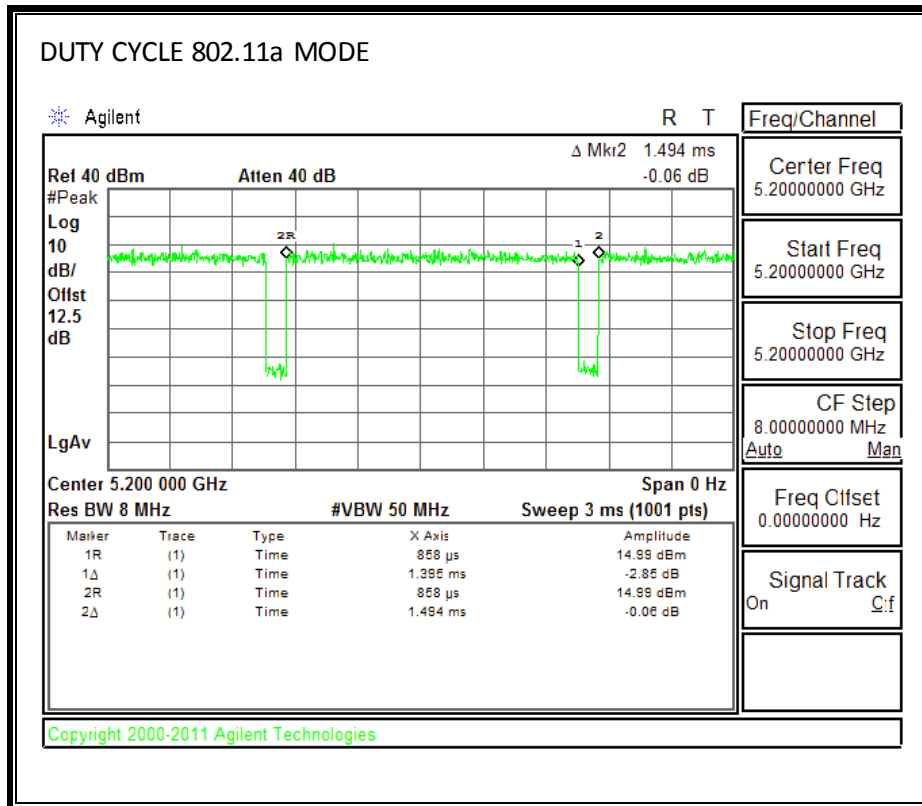 DUTY CYCLE 802.11a MODE
Agilent R T
Freq/Channel
Δ Mkr2 1.494 ms
Ref 40 dBm Atten 40 dB -0.06 dB
#Peak
Log
10
dB/
Offst
12.5
dB
LgAv
2R
1
2
Center 5.200 000 GHz Span 0 Hz
Res BW 8 MHz #VBW 50 MHz Sweep 3 ms (1001 pts)
Marker Trace Type X Axis Amplitude
1R (1) Time 858 µs 14.99 dBm
1Δ (1) Time 1.395 ms -2.85 dB
2R (1) Time 858 µs 14.99 dBm
2Δ (1) Time 1.494 ms -0.06 dB
Center Freq
5.20000000 GHz
Start Freq
5.20000000 GHz
Stop Freq
5.20000000 GHz
CF Step
8.00000000 MHz
Auto Man
Freq Offset
0.00000000 Hz
Signal Track
On Off
Copyright 2000-2011 Agilent Technologies